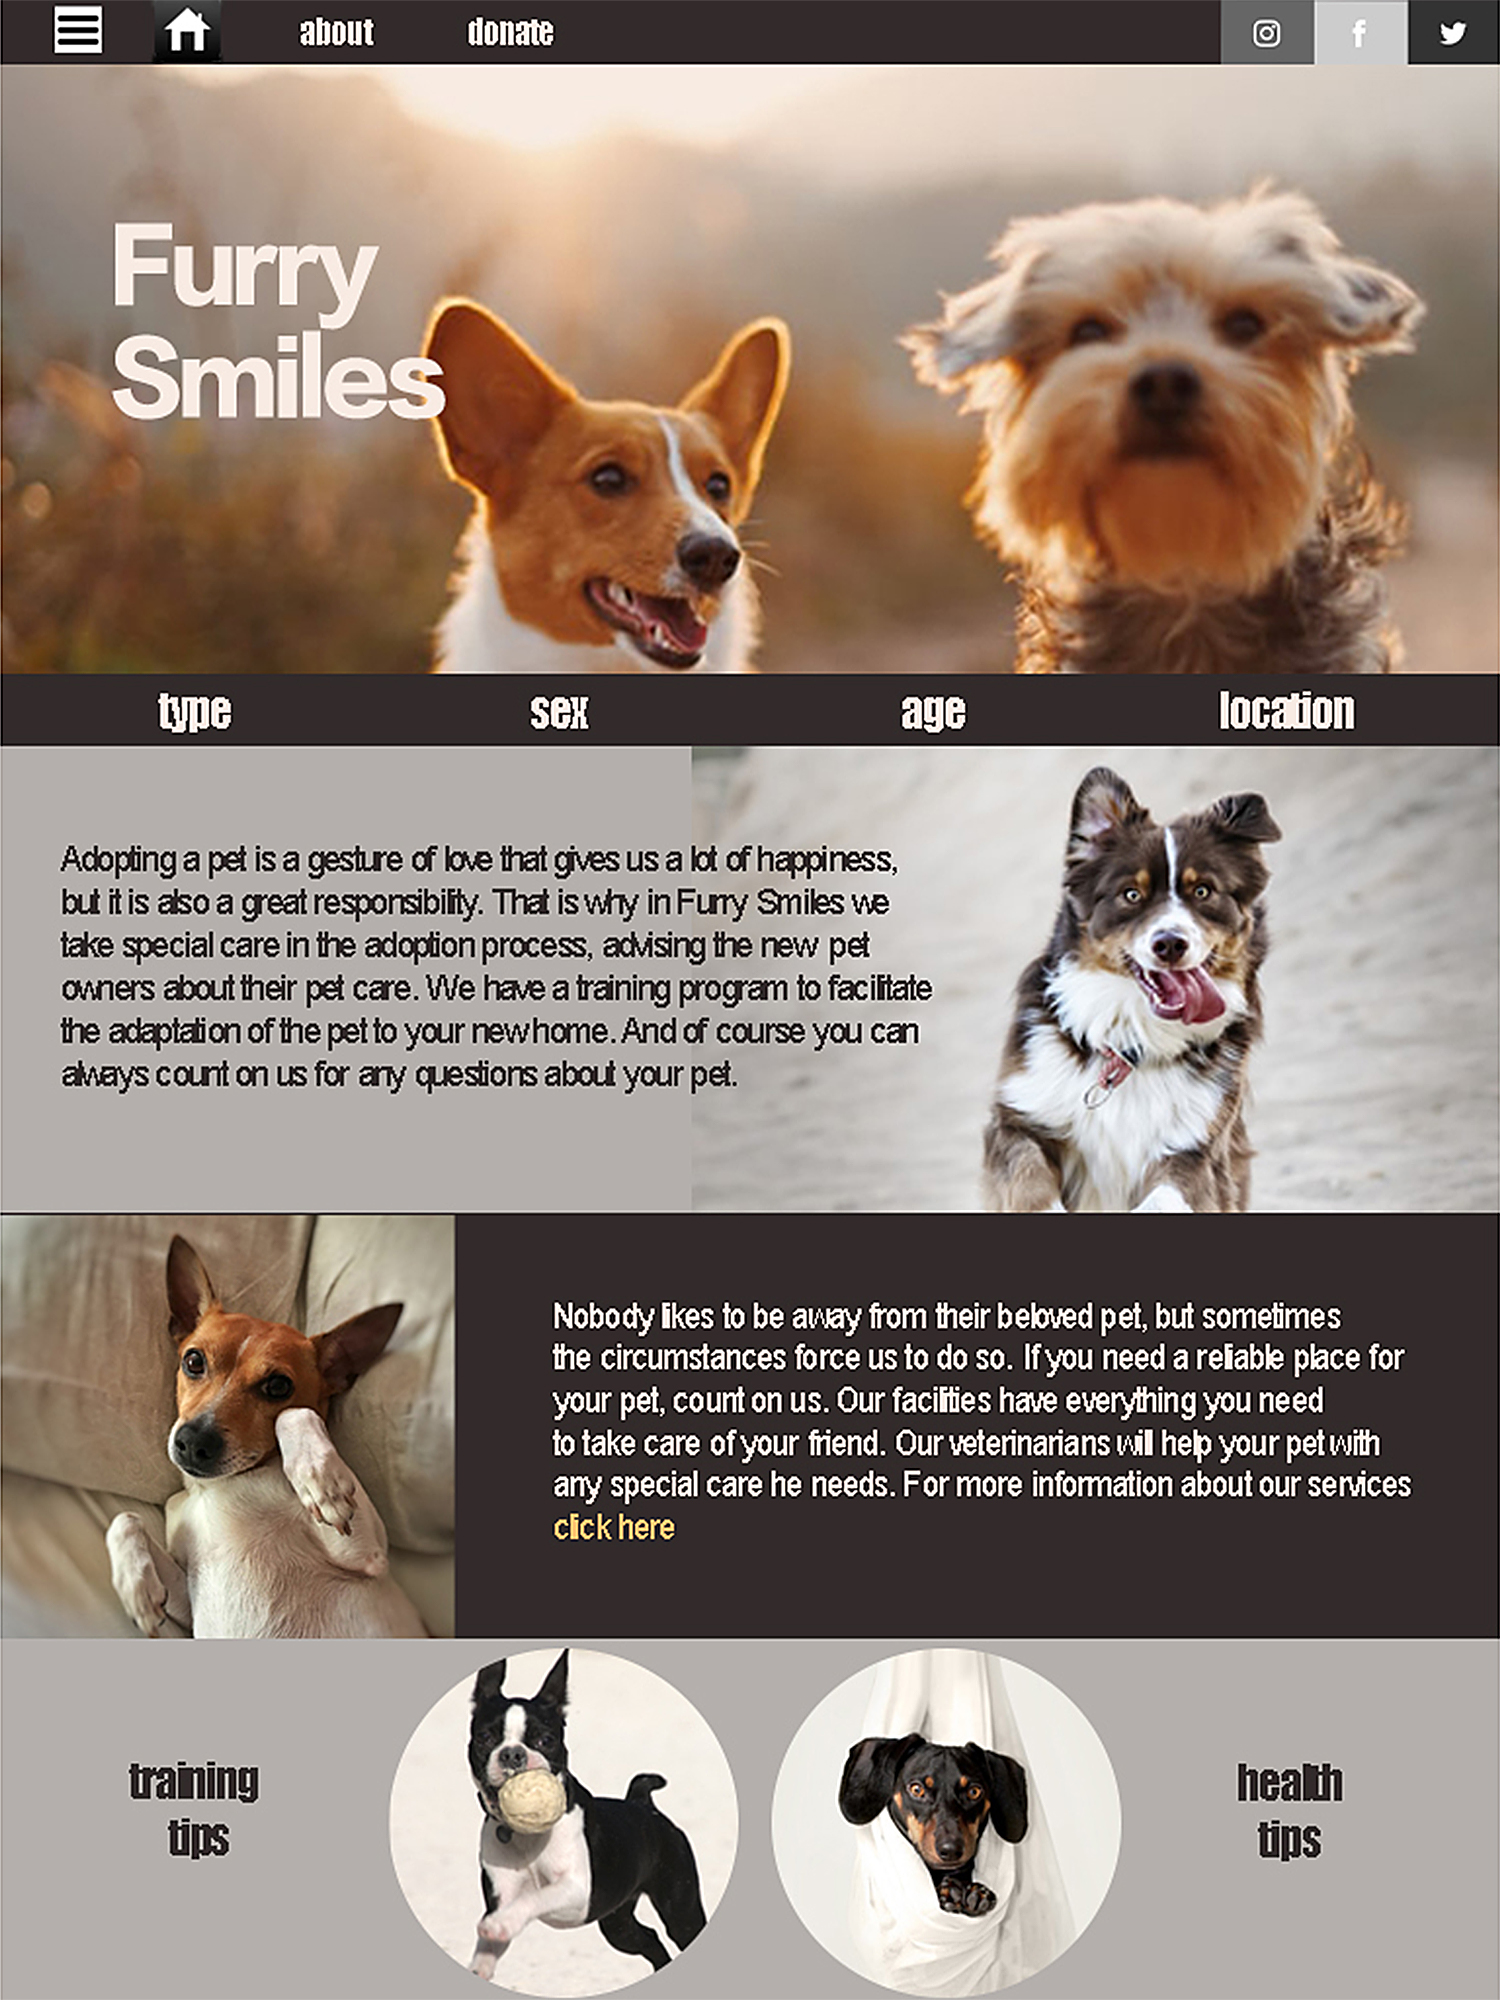 about donate
Furry
Smiles
type sex age location
Adopting a pet is a gesture of love that gives us a lot of happiness,
but it is also a great responsibility. That is why in Furry Smiles we
take special care in the adoption process, advising the new pet
owners about their pet care. We have a training program to facilitate
the adaptation of the pet to your new home. And of course you can
always count on us for any questions about your pet.
Nobody likes to be away from their beloved pet, but sometimes
the circumstances force us to do so. If you need a reliable place for
your pet, count on us. Our facilities have everything you need
to take care of your friend. Our veterinarians will help your pet with
any special care he needs. For more information about our services
click here
training
tips
health
tips